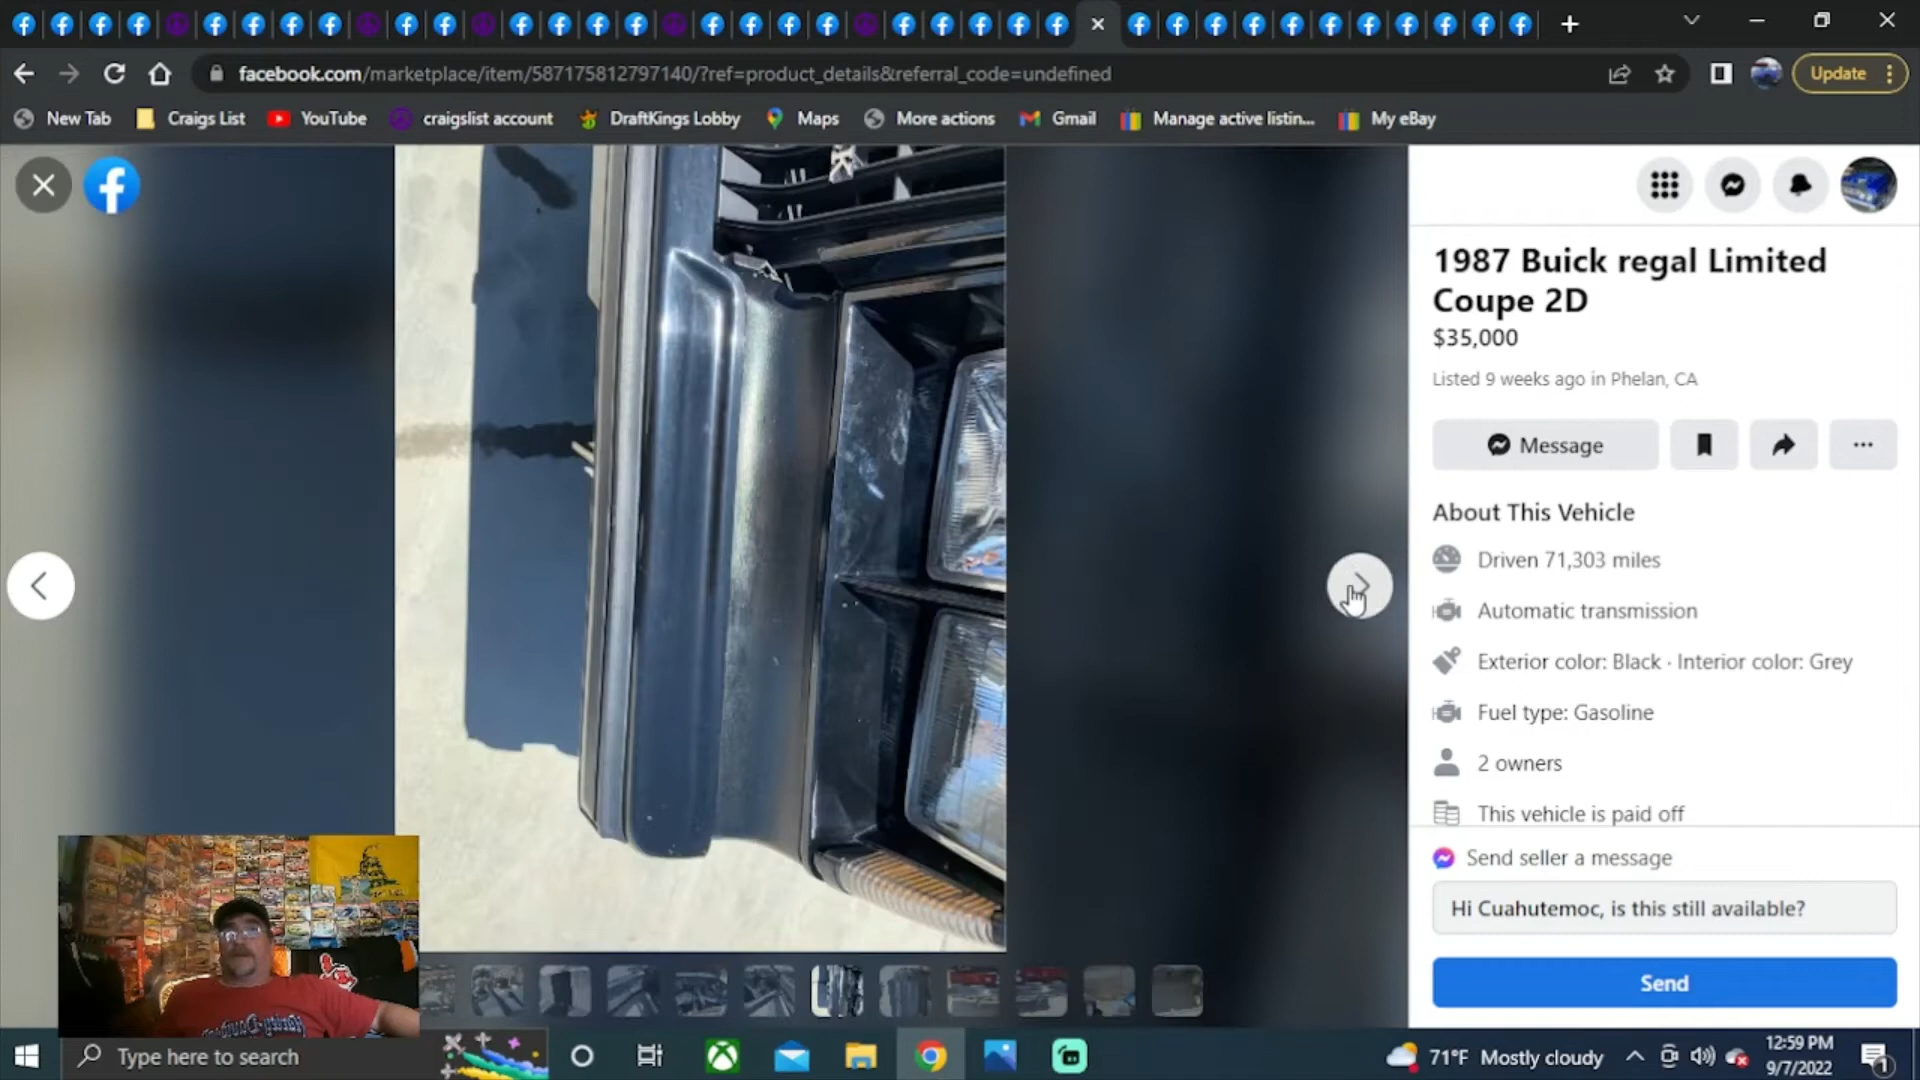 facebook.com/marketplace/item/587175812797140/?ref=product_details&referral_code=undefined
Update
New Tab
Craigs List
YouTube
craigslist account
DraftKings Lobby
Maps
More actions
Gmail
Manage active listin...
My eBay
1987 Buick regal Limited
Coupe 2D
$35,000
Listed 9 weeks ago in Phelan, CA
Message
About This Vehicle
Driven 71,303 miles
Automatic transmission
Exterior color: Black · Interior color: Grey
Fuel type: Gasoline
2 owners
This vehicle is paid off
Send seller a message
Hi Cuahutemoc, is this still available?
Send
Type here to search
71°F Mostly cloudy
12:59 PM
9/7/2022
1